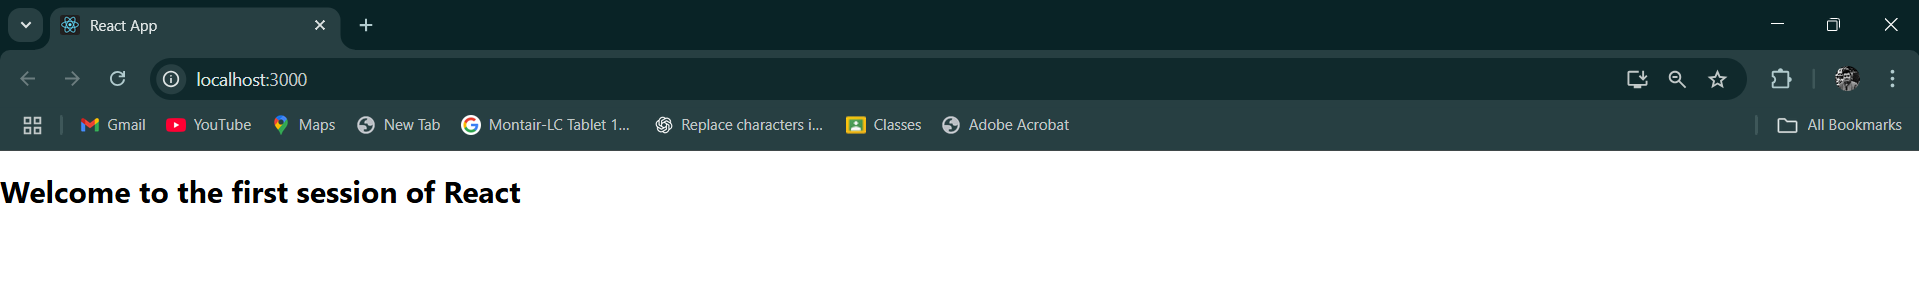 React App
localhost:3000
Gmail YouTube Maps New Tab Montair-LC Tablet 1... Replace characters i... Classes Adobe Acrobat All Bookmarks
Welcome to the first session of React